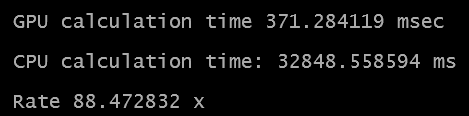 GPU calculation time 371.284119 msec
CPU calculation time: 32848.558594 ms
Rate 88.472832 x